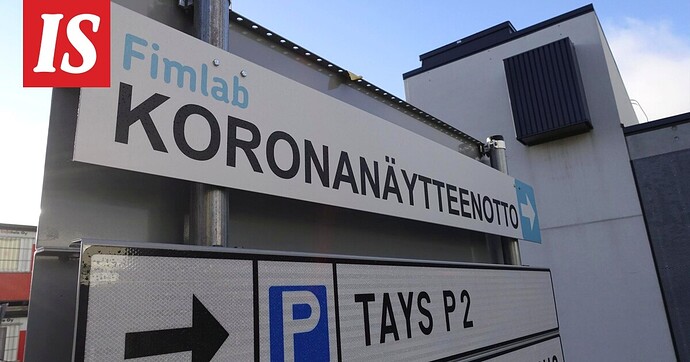 IS
Fimlab
KORONANÄYTTEENOTTO
P TAYS P2